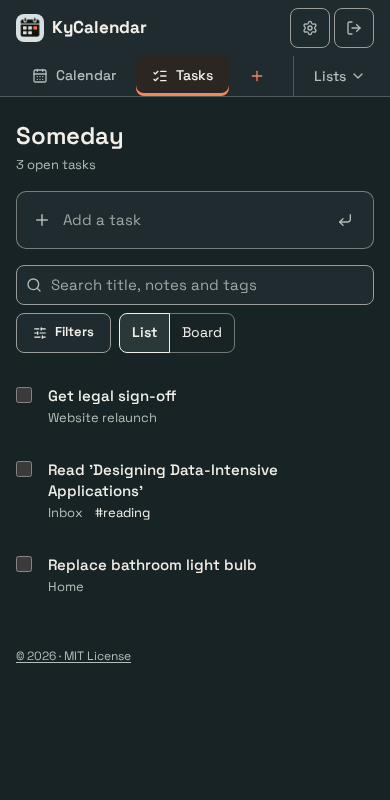 KyCalendar
Calendar
Tasks
Lists
Someday
3 open tasks
Add a task
Search title, notes and tags
Filters
List
Board
Get legal sign-off
Website relaunch
Read 'Designing Data-Intensive
Applications'
Inbox #reading
Replace bathroom light bulb
Home
© 2026 · MIT License